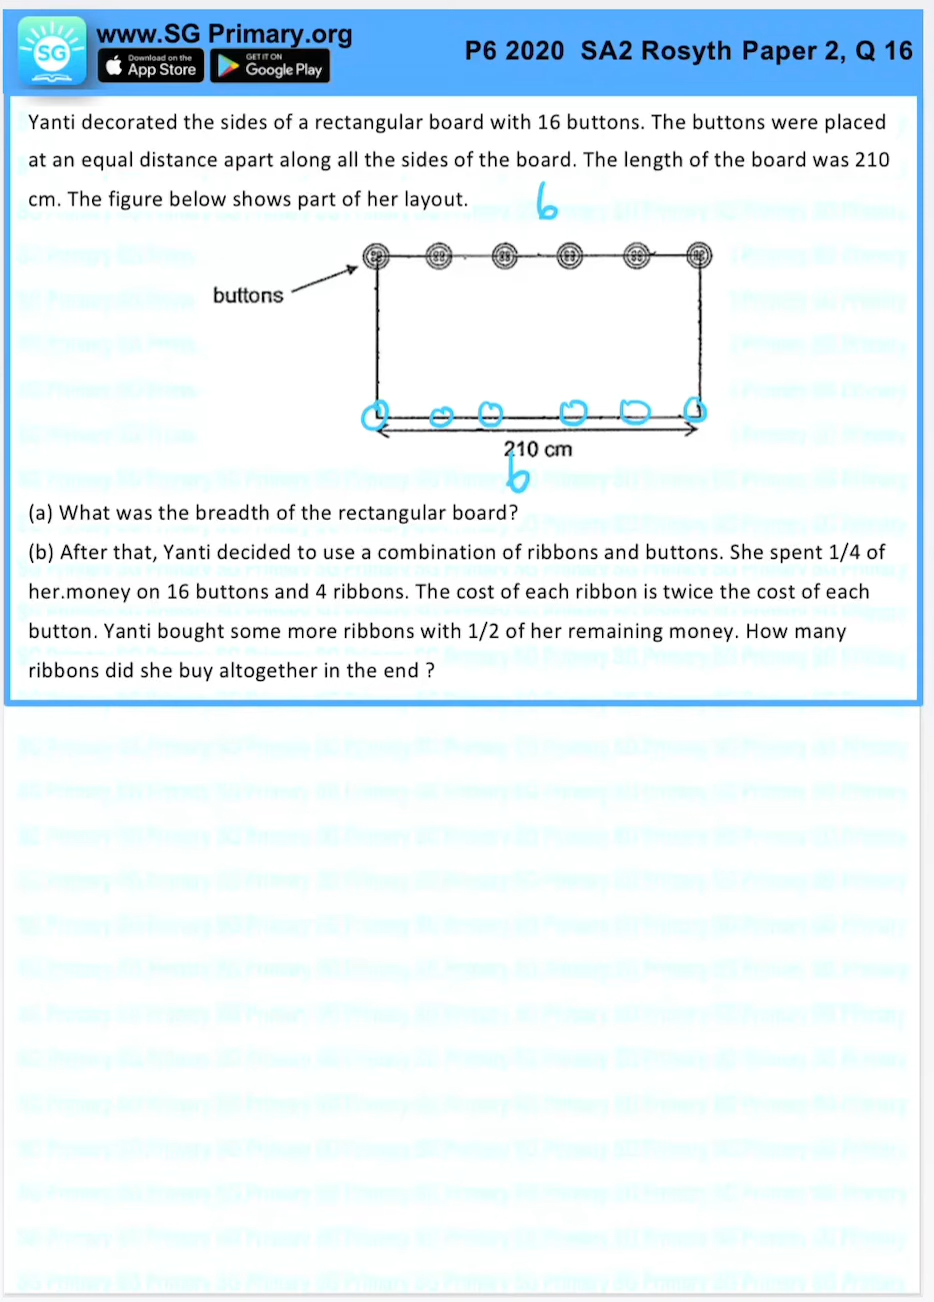 SG
www.SG Primary.org
Download on the
App Store
GET IT ON
Google Play
P6 2020 SA2 Rosyth Paper 2, Q 16
Yanti decorated the sides of a rectangular board with 16 buttons. The buttons were placed
at an equal distance apart along all the sides of the board. The length of the board was 210
cm. The figure below shows part of her layout.
6
buttons
210 cm
6
(a) What was the breadth of the rectangular board?
(b) After that, Yanti decided to use a combination of ribbons and buttons. She spent 1/4 of
her.money on 16 buttons and 4 ribbons. The cost of each ribbon is twice the cost of each
button. Yanti bought some more ribbons with 1/2 of her remaining money. How many
ribbons did she buy altogether in the end ?